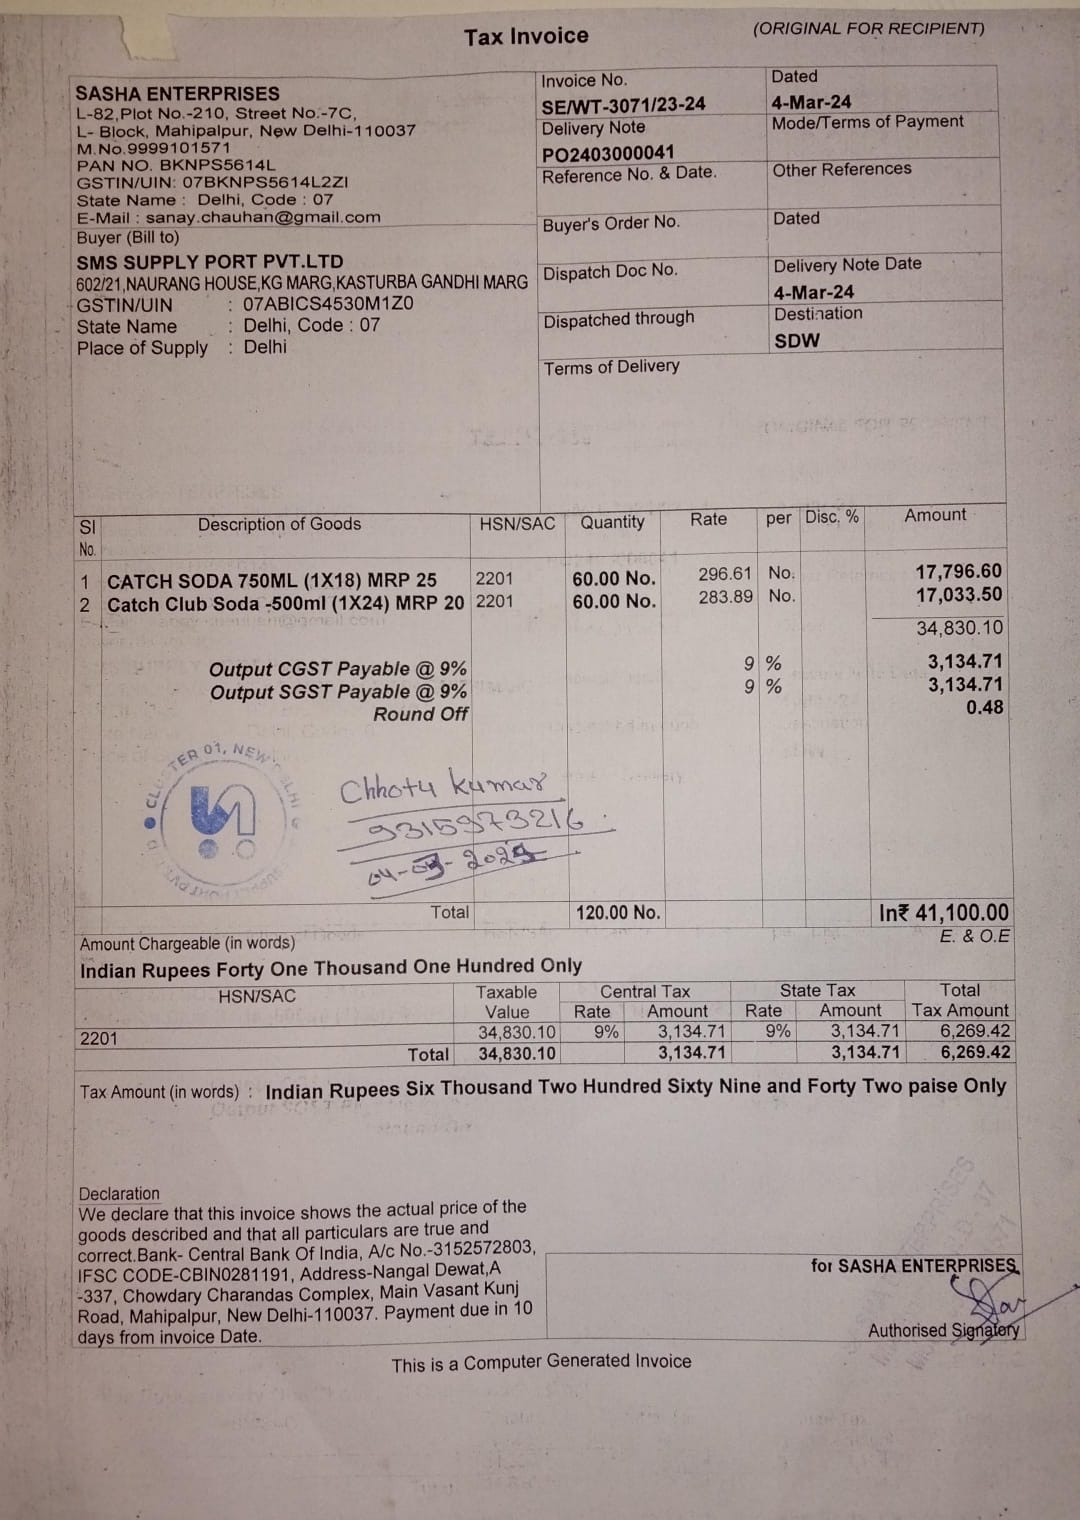 Tax Invoice
(ORIGINAL FOR RECIPIENT)
SASHA ENTERPRISES
L-82,Plot No.-210, Street No.-7C,
L- Block, Mahipalpur, New Delhi-110037
M.No.9999101571
PAN NO. BKNPS5614L
GSTIN/UIN: 07BKNPS5614L2ZI
State Name : Delhi, Code : 07
E-Mail : sanay.chauhan@gmail.com
Buyer (Bill to)
SMS SUPPLY PORT PVT.LTD
602/21,NAURANG HOUSE,KG MARG,KASTURBA GANDHI MARG
GSTIN/UIN : 07ABICS4530M1Z0
State Name : Delhi, Code : 07
Place of Supply : Delhi
Invoice No. Dated
SE/WT-3071/23-24 4-Mar-24
Delivery Note Mode/Terms of Payment
PO2403000041
Reference No. & Date. Other References
Buyer's Order No. Dated
Dispatch Doc No. Delivery Note Date
4-Mar-24
Dispatched through Destination
SDW
Terms of Delivery
Sl No. Description of Goods HSN/SAC Quantity Rate per Disc. % Amount
1 CATCH SODA 750ML (1X18) MRP 25 2201 60.00 No. 296.61 No. 17,796.60
2 Catch Club Soda -500ml (1X24) MRP 20 2201 60.00 No. 283.89 No. 17,033.50
34,830.10
Output CGST Payable @ 9% 9 % 3,134.71
Output SGST Payable @ 9% 9 % 3,134.71
Round Off 0.48
CLUSTER 01, NEW DELHI
Chhotu kumar
9315973216
04-03-2024
Total 120.00 No. In₹ 41,100.00
Amount Chargeable (in words) E. & O.E
Indian Rupees Forty One Thousand One Hundred Only
HSN/SAC Taxable Value Central Tax State Tax Total Tax Amount
Rate Amount Rate Amount
2201 34,830.10 9% 3,134.71 9% 3,134.71 6,269.42
Total 34,830.10 3,134.71 3,134.71 6,269.42
Tax Amount (in words) : Indian Rupees Six Thousand Two Hundred Sixty Nine and Forty Two paise Only
Declaration
We declare that this invoice shows the actual price of the
goods described and that all particulars are true and
correct.Bank- Central Bank Of India, A/c No.-3152572803,
IFSC CODE-CBIN0281191, Address-Nangal Dewat,A
-337, Chowdary Charandas Complex, Main Vasant Kunj
Road, Mahipalpur, New Delhi-110037. Payment due in 10
days from invoice Date.
for SASHA ENTERPRISES
Authorised Signatory
This is a Computer Generated Invoice